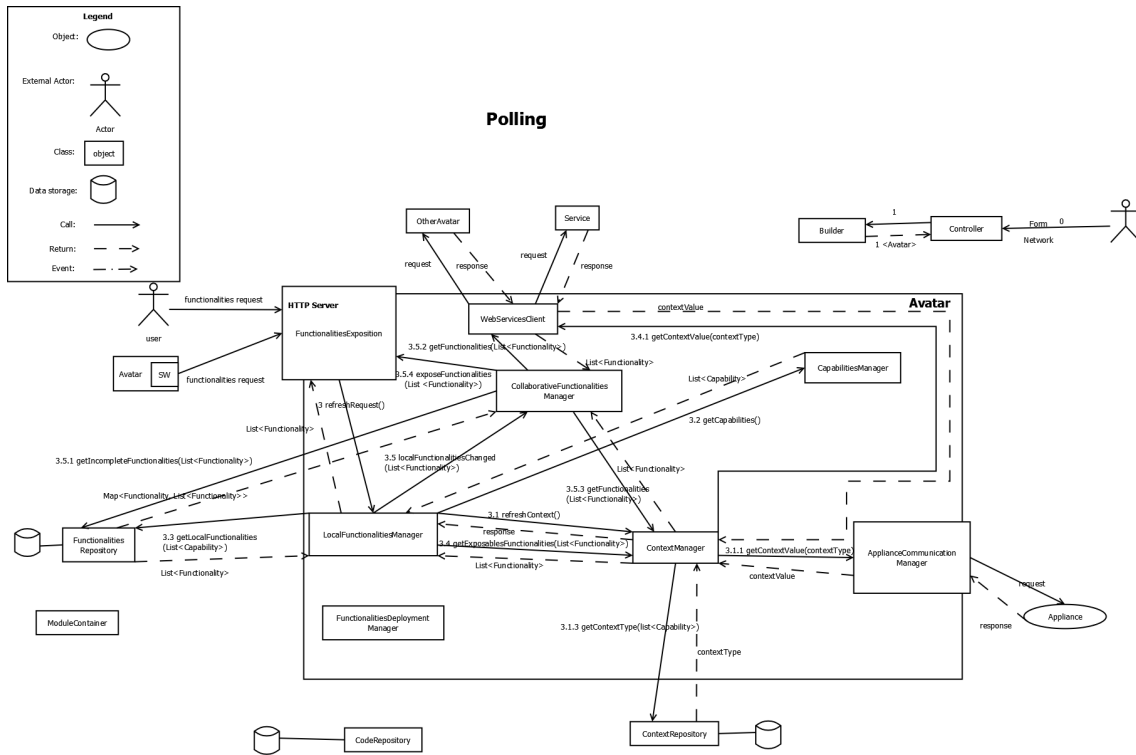 Legend
Object:
External Actor:
Actor
Class:
object
Data storage:
Call:
Return:
Event:
Polling
OtherAvatar
Service
request
response
request
response
Builder
1
1 <Avatar>
Controller
Form
0
Network
user
functionalities request
Avatar
SW
functionalities request
HTTP Server
FunctionalitiesExposition
Avatar
WebServicesClient
contextValue
3.4.1 getContextValue(contextType)
3.5.2 getFunctionalities(List<Functionality>)
List<Functionality>
3.5.4 exposeFunctionalities
(List <Functionality>)
CollaborativeFunctionalities
Manager
List<Capability>
CapabilitiesManager
3 refreshRequest()
3.2 getCapabilities()
List<Functionality>
3.5.1 getIncompleteFunctionalities(List<Functionality>)
3.5 localFunctionalitiesChanged
(List<Functionality>)
List<Functionality>
3.5.3 getFunctionalities
(List<Functionality>)
Map<Functionality, List<Functionality>>
Functionalities
Repository
3.3 getLocalFunctionalities
(List<Capability>)
List<Functionality>
LocalFunctionalitiesManager
3.1 refreshContext()
response
3.4 getExposablesFunctionalities(List<Functionality>)
List<Functionality>
ContextManager
3.1.1 getContextValue(contextType)
contextValue
ApplianceCommunication
Manager
request
response
Appliance
ModuleContainer
FunctionalitiesDeployment
Manager
3.1.3 getContextType(list<Capability>)
contextType
CodeRepository
ContextRepository